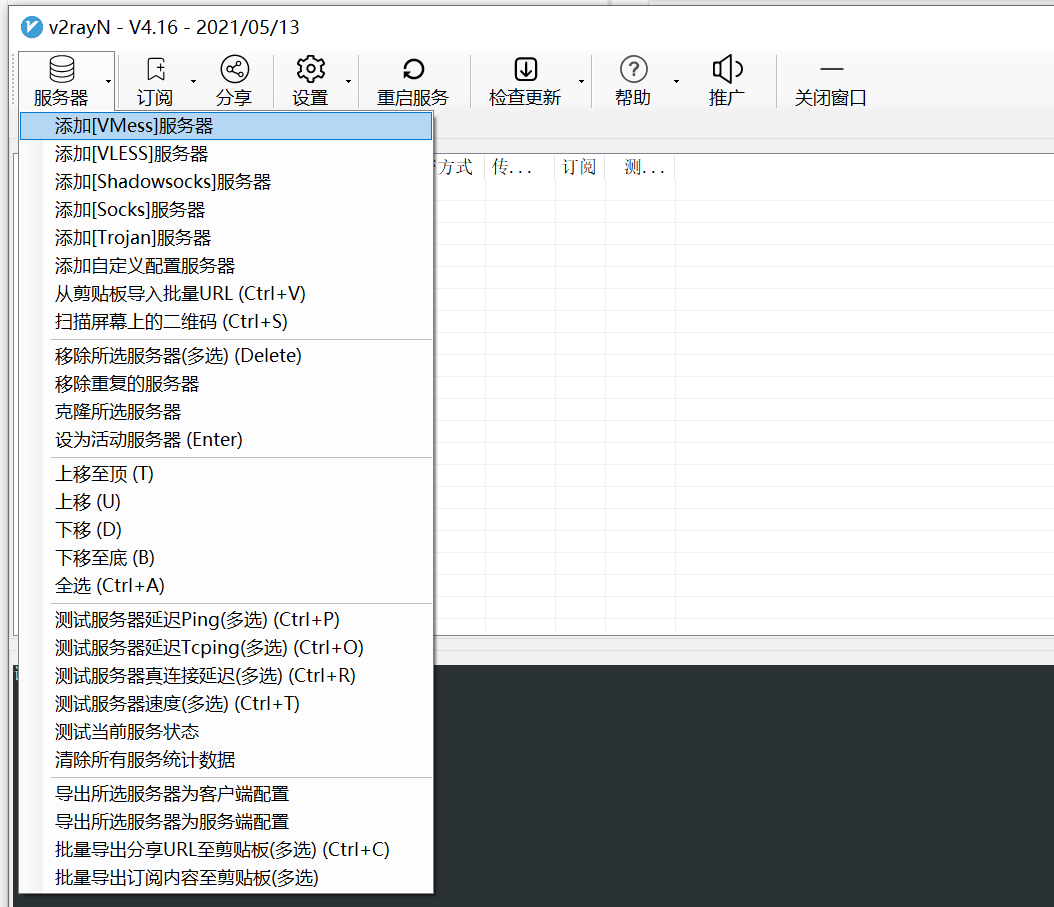 v2rayN - V4.16 - 2021/05/13
服务器
订阅
分享
设置
重启服务
检查更新
帮助
推广
关闭窗口
方式
传...
订阅
测...
添加[VMess]服务器
添加[VLESS]服务器
添加[Shadowsocks]服务器
添加[Socks]服务器
添加[Trojan]服务器
添加自定义配置服务器
从剪贴板导入批量URL (Ctrl+V)
扫描屏幕上的二维码 (Ctrl+S)
移除所选服务器(多选) (Delete)
移除重复的服务器
克隆所选服务器
设为活动服务器 (Enter)
上移至顶 (T)
上移 (U)
下移 (D)
下移至底 (B)
全选 (Ctrl+A)
测试服务器延迟Ping(多选) (Ctrl+P)
测试服务器延迟Tcping(多选) (Ctrl+O)
测试服务器真连接延迟(多选) (Ctrl+R)
测试服务器速度(多选) (Ctrl+T)
测试当前服务状态
清除所有服务统计数据
导出所选服务器为客户端配置
导出所选服务器为服务端配置
批量导出分享URL至剪贴板(多选) (Ctrl+C)
批量导出订阅内容至剪贴板(多选)